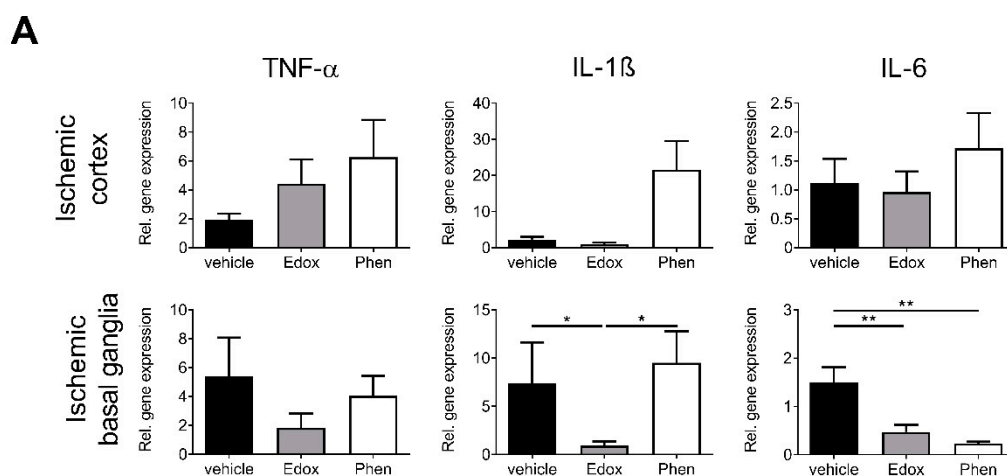 A
TNF-α IL-1ß IL-6
Ischemic
cortex
Rel. gene expression
10
8
6
4
2
0
vehicle Edox Phen
Rel. gene expression
40
30
20
10
0
vehicle Edox Phen
Rel. gene expression
2.5
2.0
1.5
1.0
0.5
0.0
vehicle Edox Phen
Ischemic
basal ganglia
Rel. gene expression
10
8
6
4
2
0
vehicle Edox Phen
Rel. gene expression
15
10
5
0
* *
vehicle Edox Phen
Rel. gene expression
3
2
1
0
**
**
vehicle Edox Phen